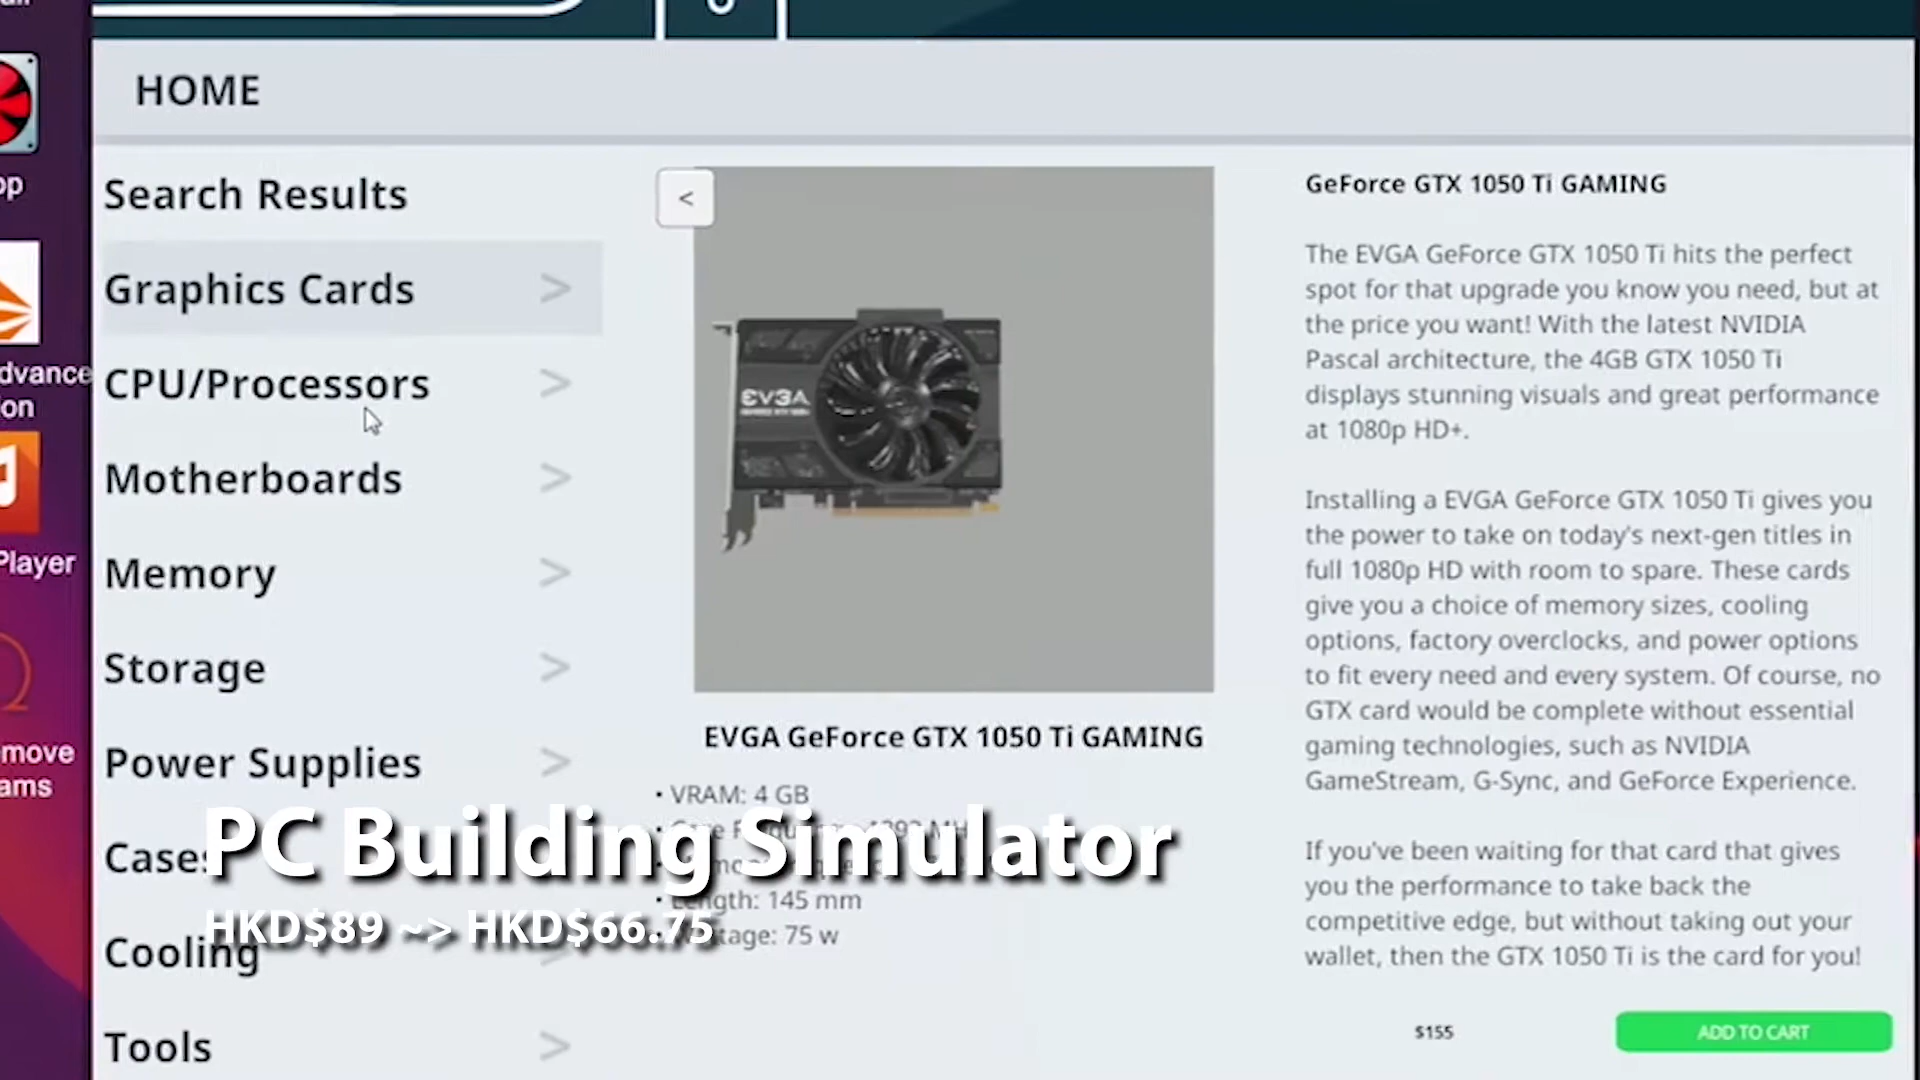 HOME
Search Results
Graphics Cards >
CPU/Processors >
Motherboards >
Memory >
Storage >
Power Supplies >
Cases
Cooling >
Tools >
<
EVGA
EVGA GeForce GTX 1050 Ti GAMING
• VRAM: 4 GB
• Length: 145 mm
75 w
GeForce GTX 1050 Ti GAMING
The EVGA GeForce GTX 1050 Ti hits the perfect
spot for that upgrade you know you need, but at
the price you want! With the latest NVIDIA
Pascal architecture, the 4GB GTX 1050 Ti
displays stunning visuals and great performance
at 1080p HD+.
Installing a EVGA GeForce GTX 1050 Ti gives you
the power to take on today's next-gen titles in
full 1080p HD with room to spare. These cards
give you a choice of memory sizes, cooling
options, factory overclocks, and power options
to fit every need and every system. Of course, no
GTX card would be complete without essential
gaming technologies, such as NVIDIA
GameStream, G-Sync, and GeForce Experience.
If you've been waiting for that card that gives
you the performance to take back the
competitive edge, but without taking out your
wallet, then the GTX 1050 Ti is the card for you!
$155
ADD TO CART
PC Building Simulator
HKD$89 ~> HKD$66.75
op
dvance
ion
Player
move
ams